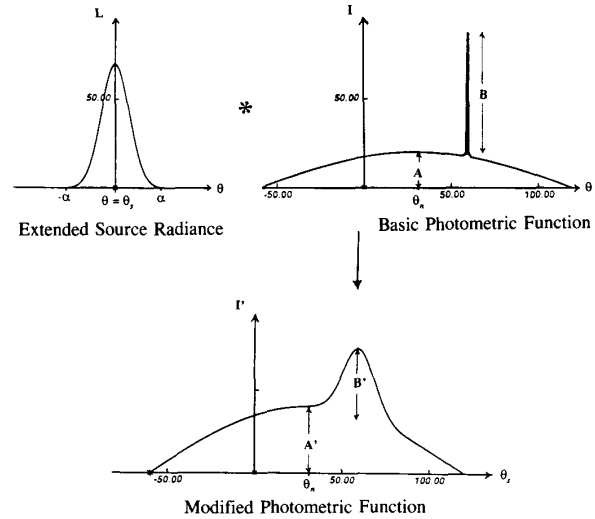 L
50.00
-α
θ = θs
α
θ
Extended Source Radiance
*
I
50.00
B
A
-50.00
θn
50.00
100.00
θ
Basic Photometric Function
I'
B'
A'
-50.00
θn
50.00
100.00
θs
Modified Photometric Function